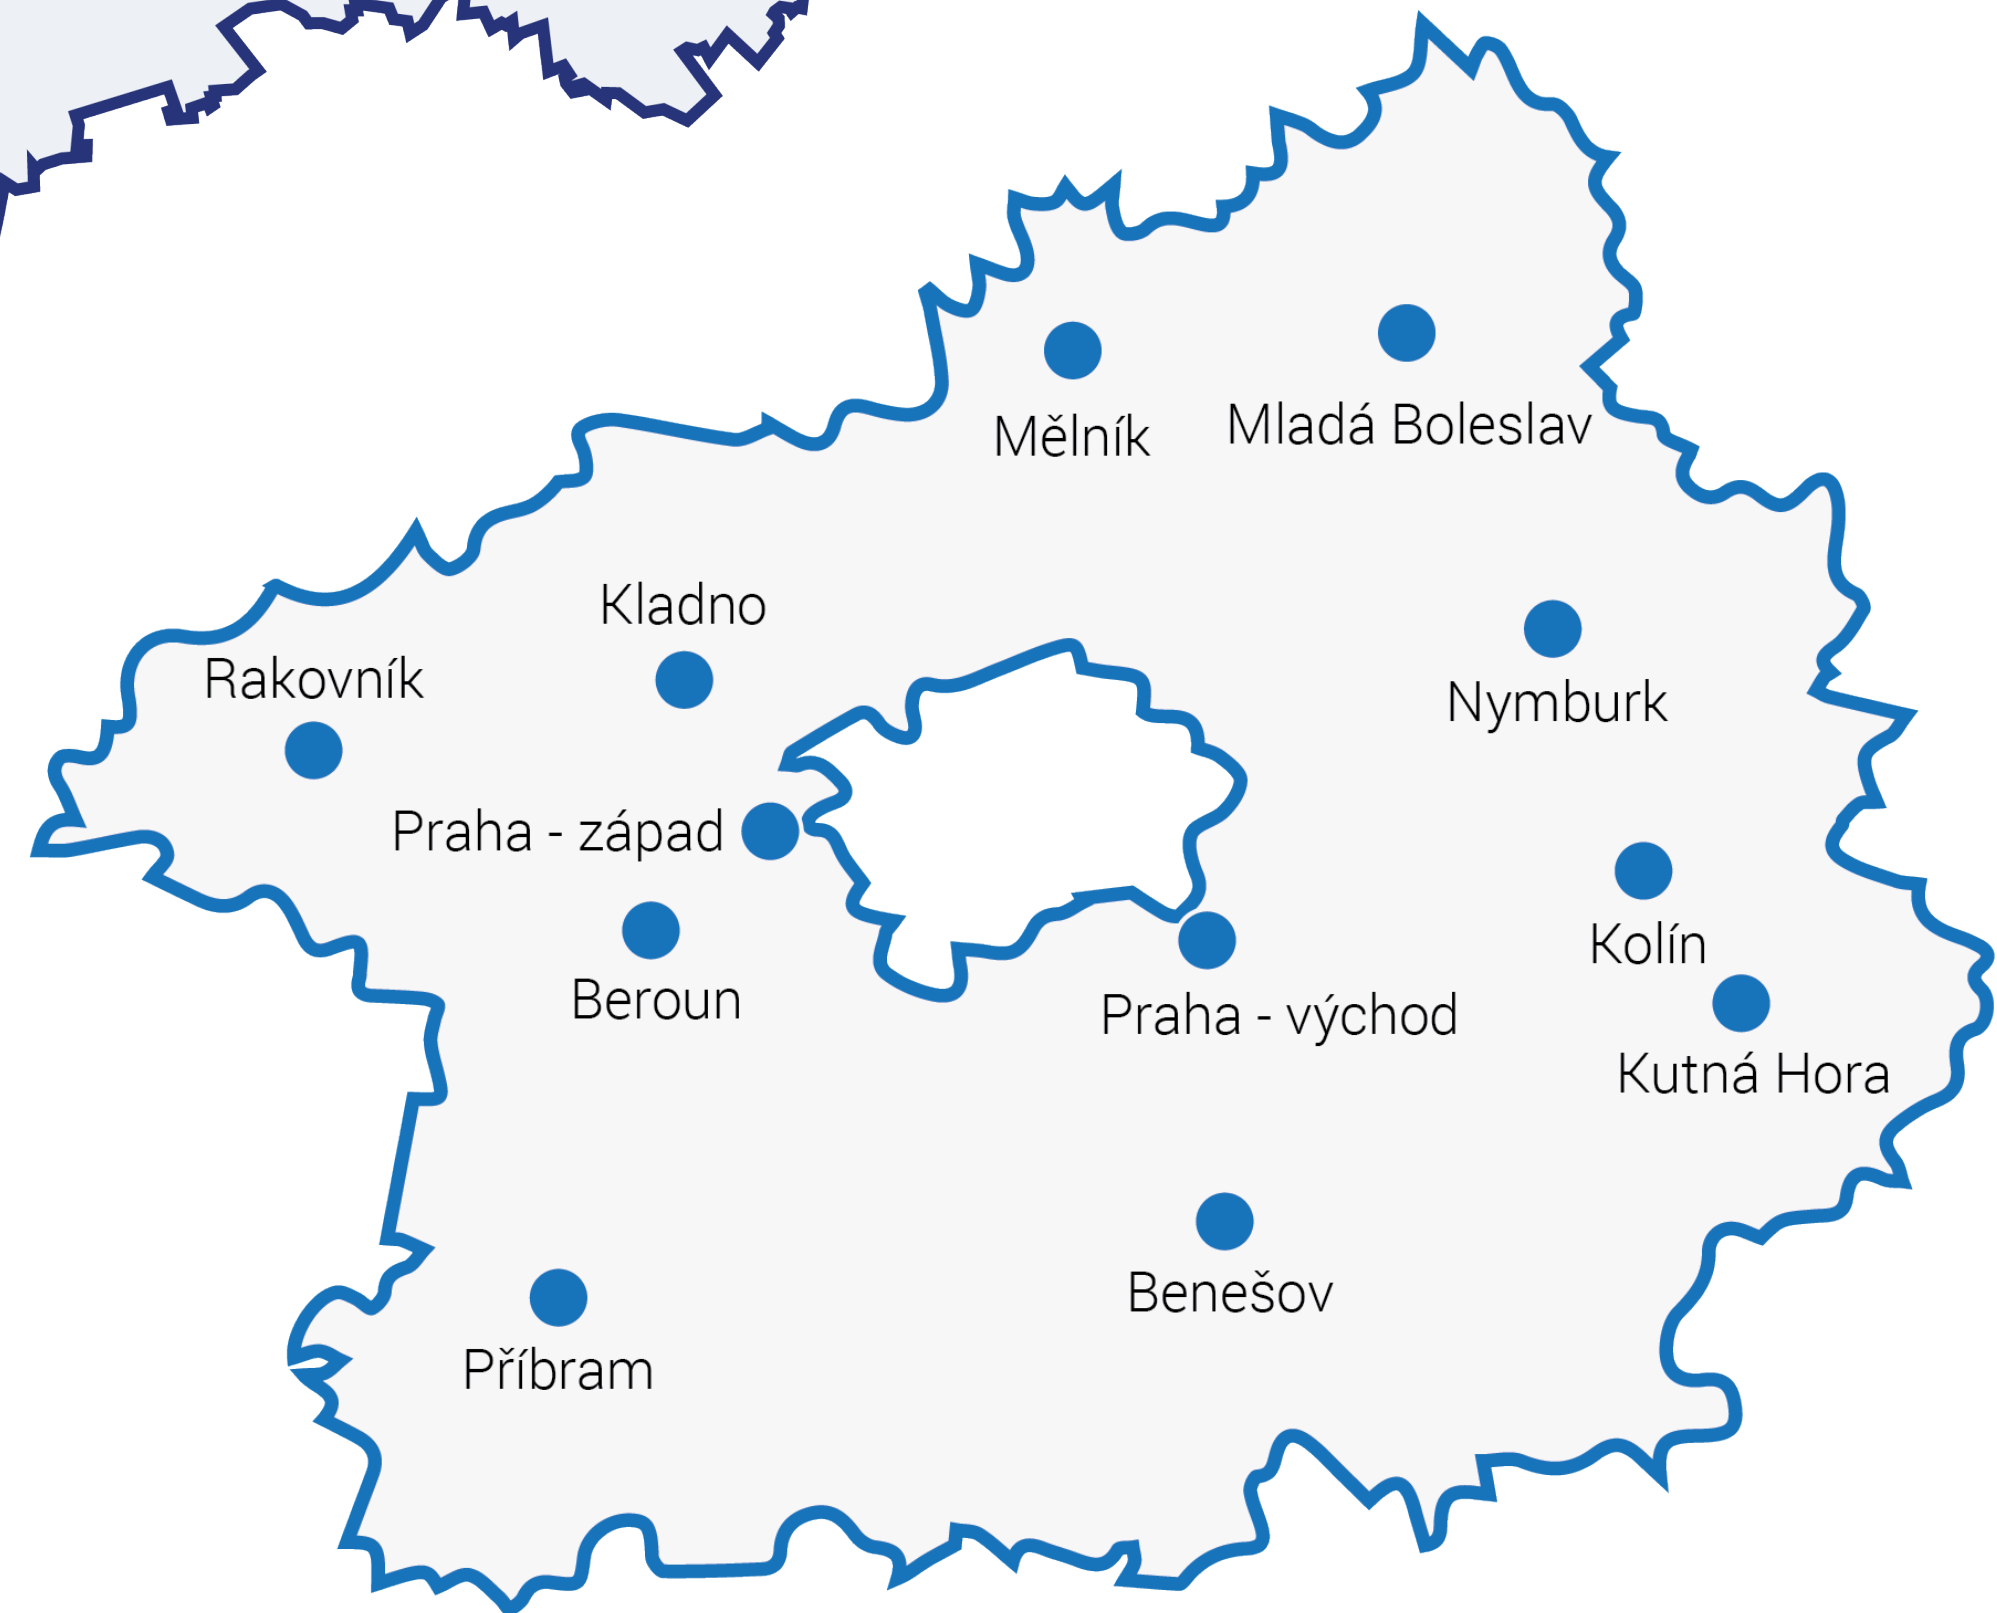 Mělník
Mladá Boleslav
Kladno
Rakovník
Nymburk
Praha - západ
Kolín
Beroun
Praha - východ
Kutná Hora
Benešov
Příbram